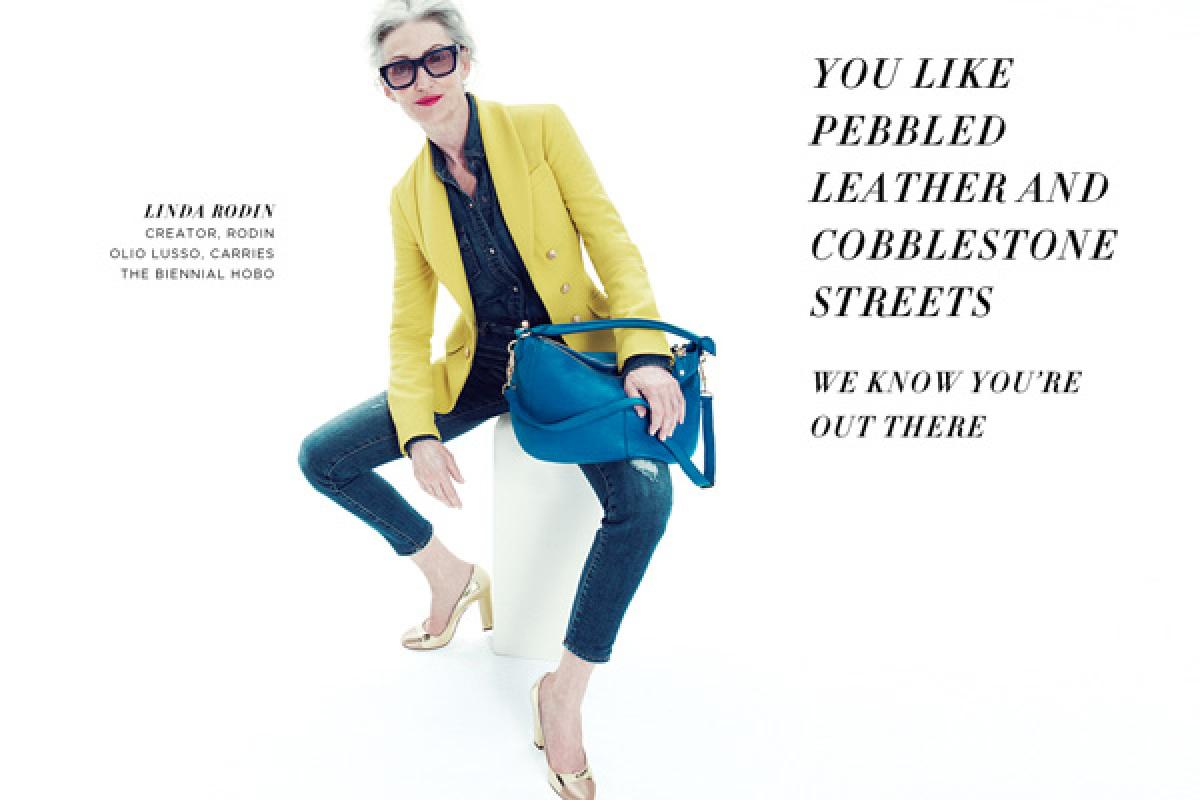 LINDA RODIN
CREATOR, RODIN
OLIO LUSSO, CARRIES
THE BIENNIAL HOBO
YOU LIKE
PEBBLED
LEATHER AND
COBBLESTONE
STREETS
WE KNOW YOU'RE
OUT THERE